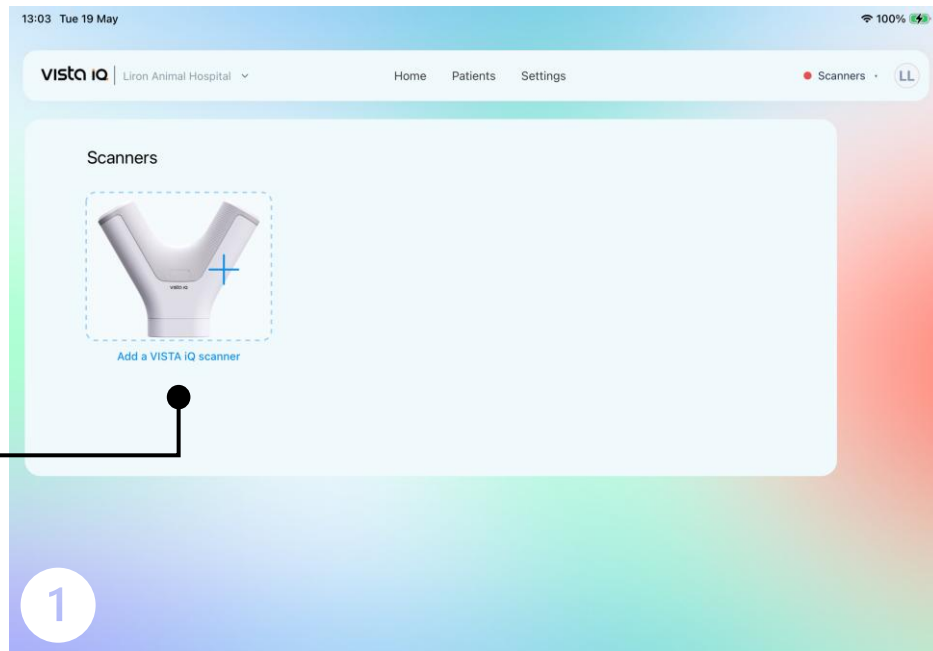 13:03 Tue 19 May
100%
vista iQ Liron Animal Hospital
Home Patients Settings
Scanners
LL
Scanners
vista iQ
Add a VISTA iQ scanner
1